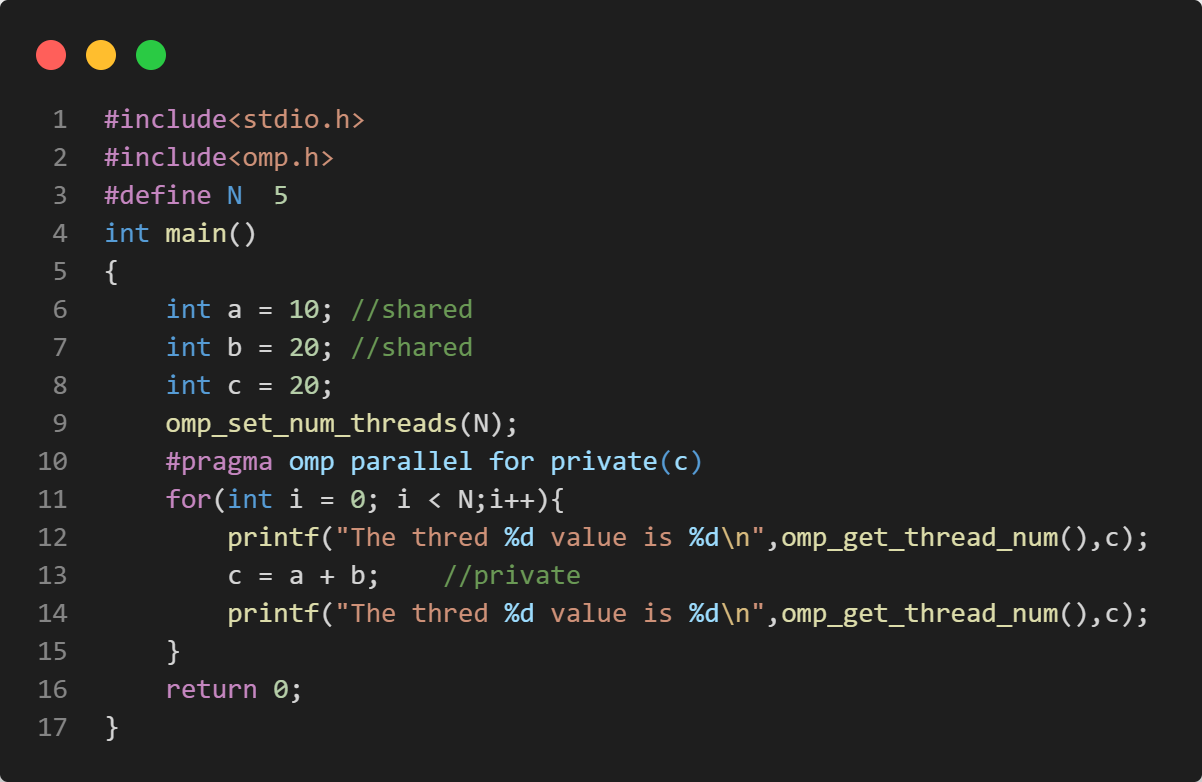 1 #include<stdio.h>
2 #include<omp.h>
3 #define N  5
4 int main()
5 {
6     int a = 10; //shared
7     int b = 20; //shared
8     int c = 20;
9     omp_set_num_threads(N);
10     #pragma omp parallel for private(c)
11     for(int i = 0; i < N;i++){
12         printf("The thred %d value is %d\n",omp_get_thread_num(),c);
13         c = a + b;    //private
14         printf("The thred %d value is %d\n",omp_get_thread_num(),c);
15     }
16     return 0;
17 }